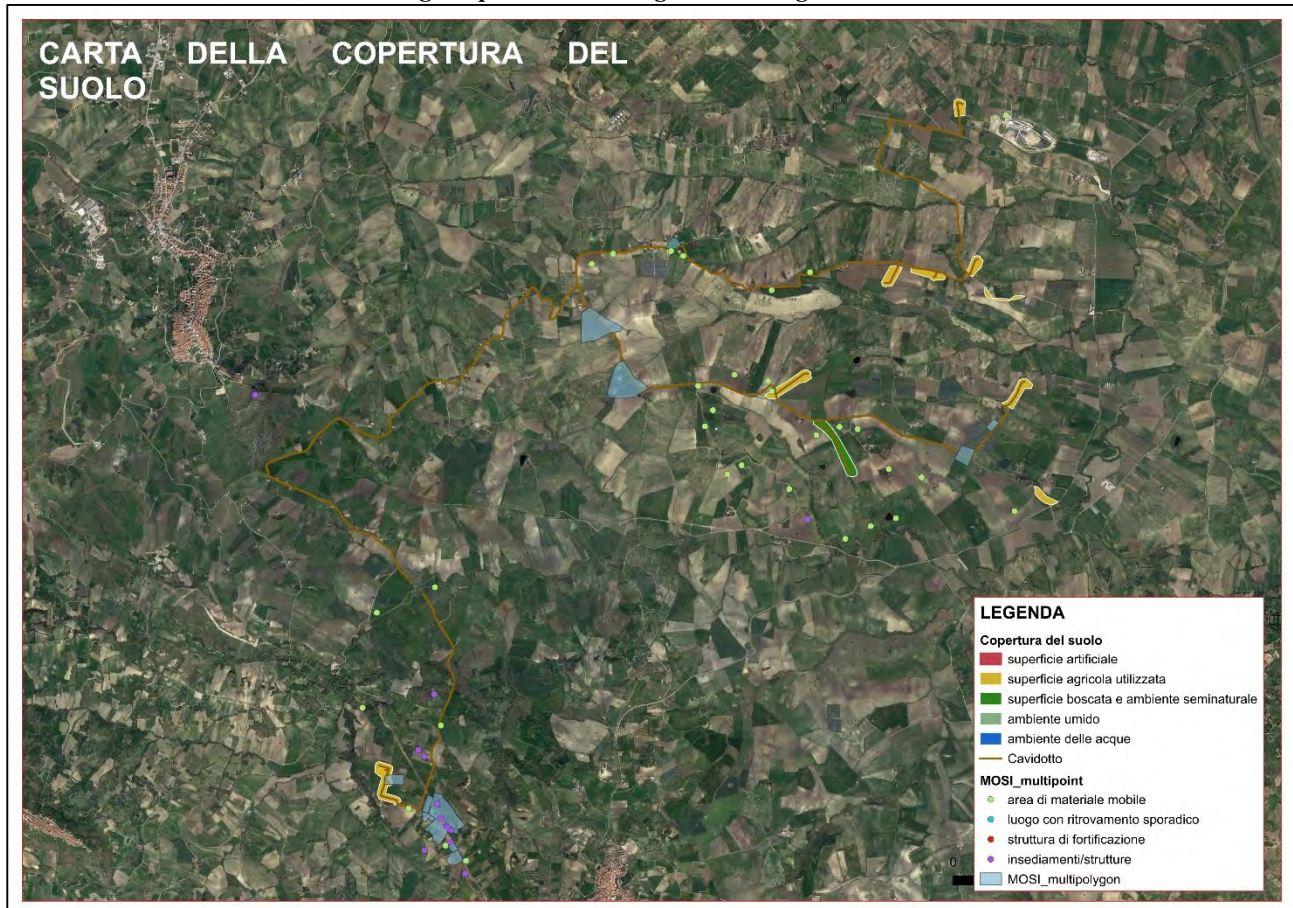 CARTA DELLA COPERTURA DEL
SUOLO
LEGENDA
Copertura del suolo
superficie artificiale
superficie agricola utilizzata
superficie boscata e ambiente seminaturale
ambiente umido
ambiente delle acque
Cavidotto
MOSI_multipoint
area di materiale mobile
luogo con ritrovamento sporadico
struttura di fortificazione
insediamenti/strutture
MOSI_multipolygon
0